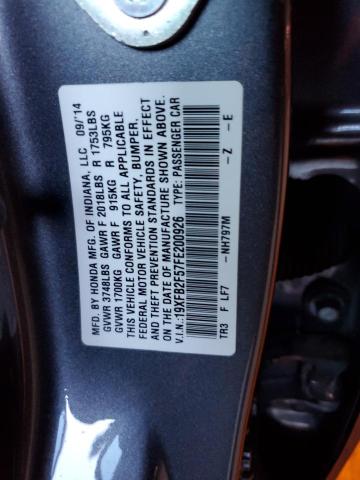 MFD. BY HONDA MFG. OF INDIANA, LLC 09/14
GVWR 3748LBS GAWR F 2018LBS R 1753LBS
GVWR 1700KG GAWR F 915KG R 795KG
THIS VEHICLE CONFORMS TO ALL APPLICABLE
FEDERAL MOTOR VEHICLE SAFETY, BUMPER,
AND THEFT PREVENTION STANDARDS IN EFFECT
ON THE DATE OF MANUFACTURE SHOWN ABOVE.
V.I.N.:19XFB2F57FE200926 TYPE: PASSENGER CAR
TR3 F LF7 -NH797M -Z -E